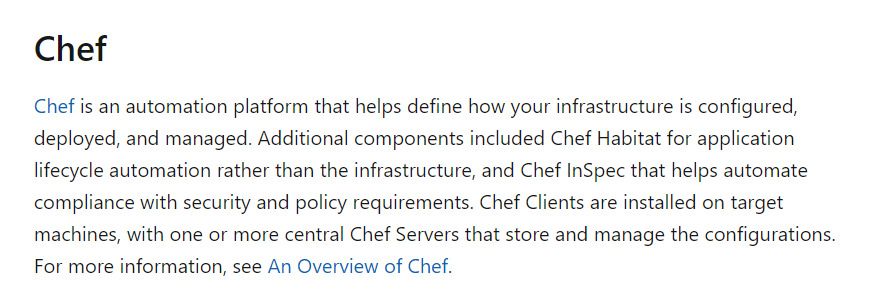 Chef
Chef is an automation platform that helps define how your infrastructure is configured,
deployed, and managed. Additional components included Chef Habitat for application
lifecycle automation rather than the infrastructure, and Chef InSpec that helps automate
compliance with security and policy requirements. Chef Clients are installed on target
machines, with one or more central Chef Servers that store and manage the configurations.
For more information, see An Overview of Chef.